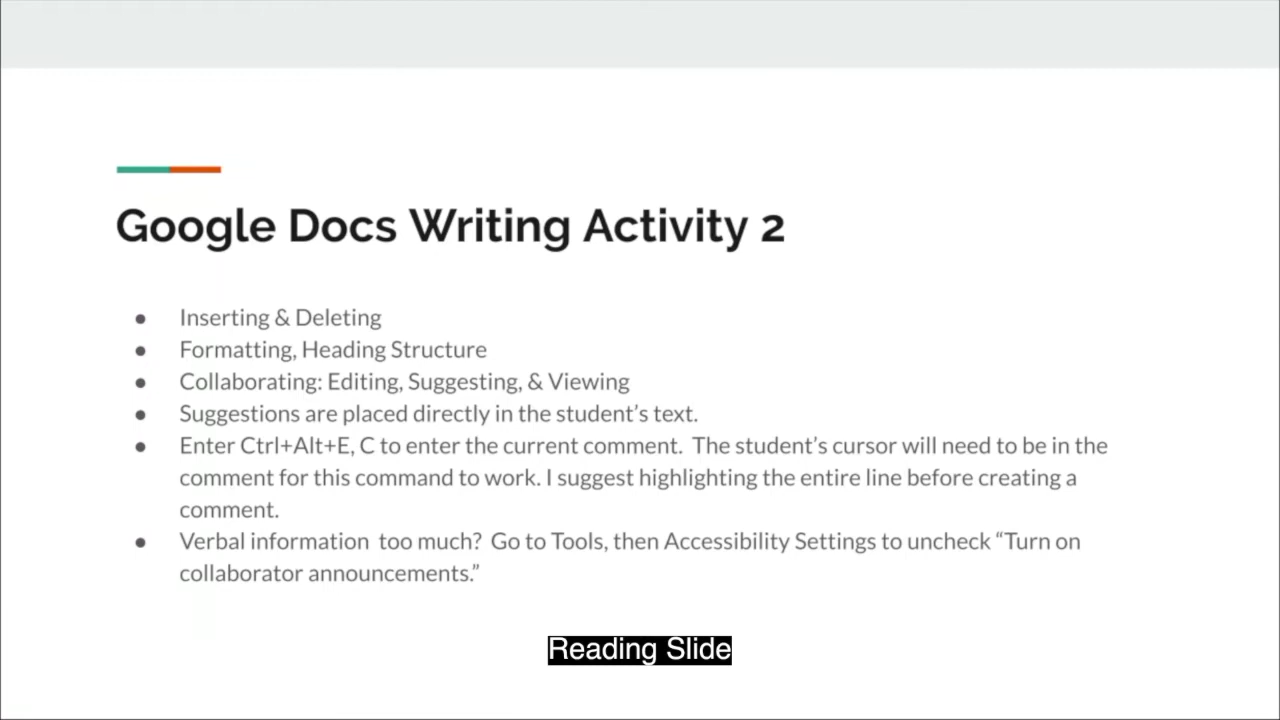 Google Docs Writing Activity 2
● Inserting & Deleting
● Formatting, Heading Structure
● Collaborating: Editing, Suggesting, & Viewing
● Suggestions are placed directly in the student’s text.
● Enter Ctrl+Alt+E, C to enter the current comment.  The student’s cursor will need to be in the
comment for this command to work. I suggest highlighting the entire line before creating a
comment.
● Verbal information  too much?  Go to Tools, then Accessibility Settings to uncheck “Turn on
collaborator announcements.”
Reading Slide